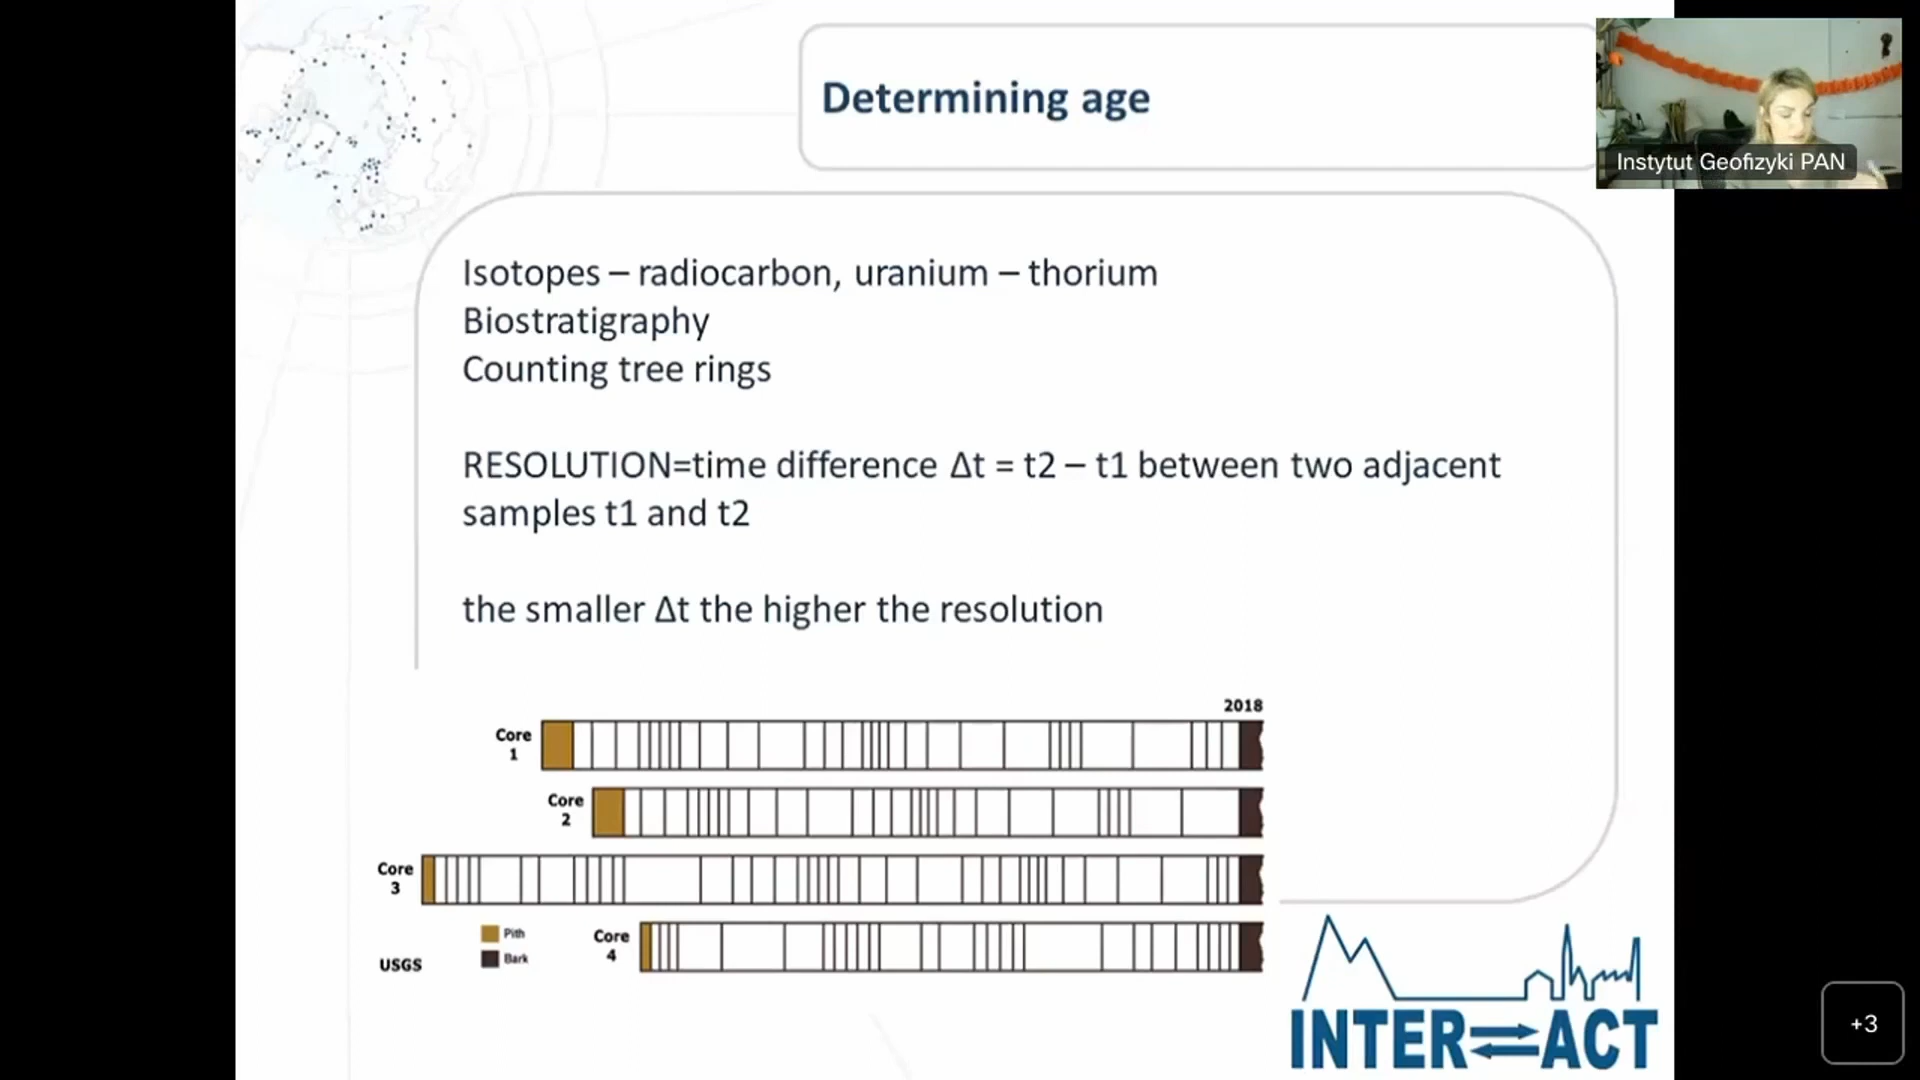 Determining age
Instytut Geofizyki PAN
Isotopes – radiocarbon, uranium – thorium
Biostratigraphy
Counting tree rings
RESOLUTION=time difference Δt = t2 – t1 between two adjacent
samples t1 and t2
the smaller Δt the higher the resolution
2018
Core
1
Core
2
Core
3
Pith
Bark
Core
4
USGS
INTER ACT
+3